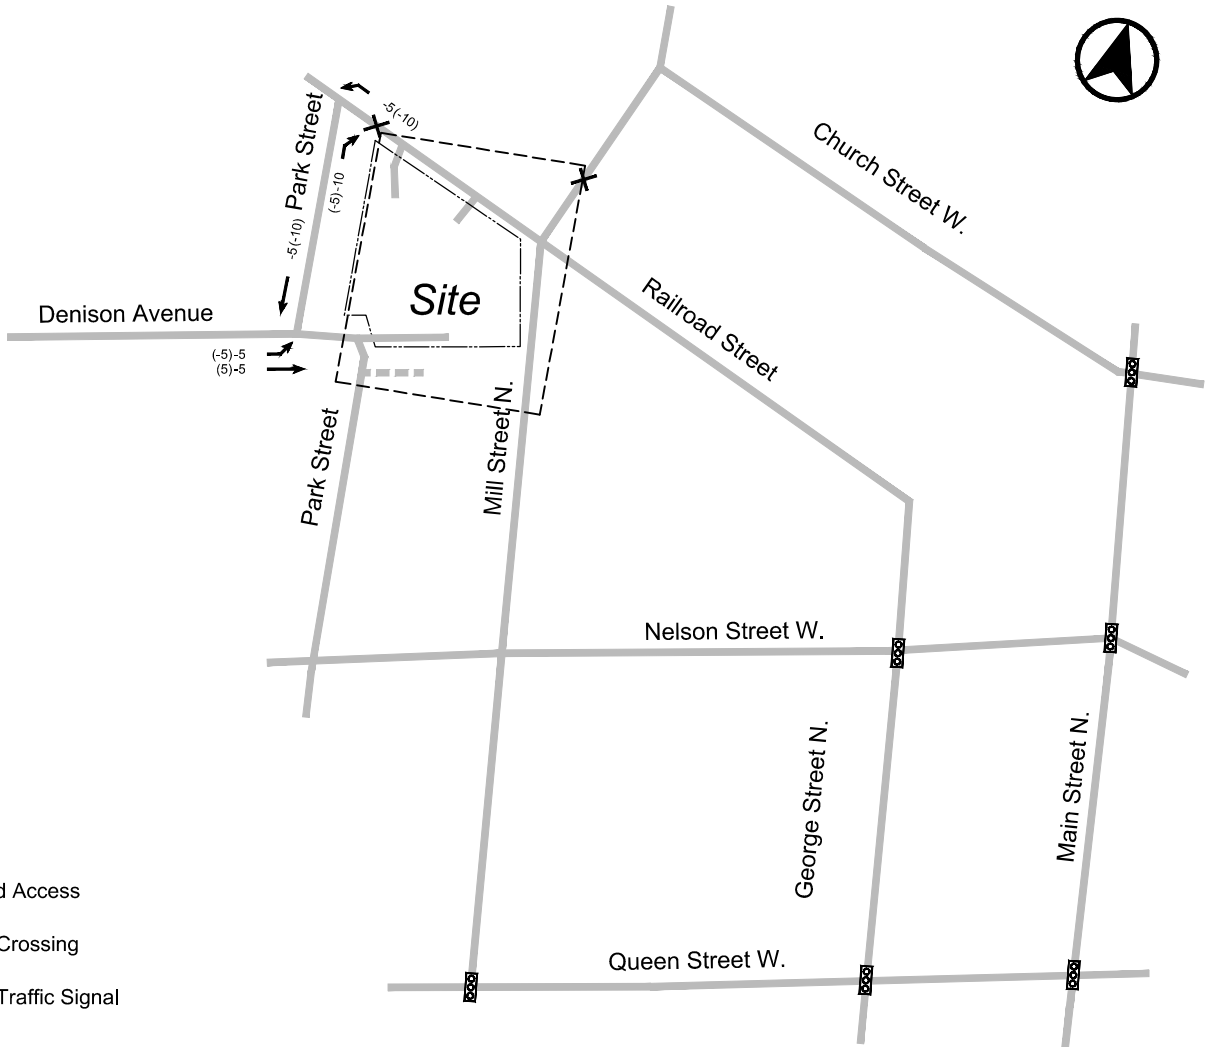 -5(-10)
Park Street
(-5)-10
-5(-10)
Church Street W.
Railroad Street
Site
Denison Avenue
(-5)-5
(5)-5
Park Street
Mill Street N.
Nelson Street W.
George Street N.
Main Street N.
d Access
Crossing
Queen Street W.
Traffic Signal